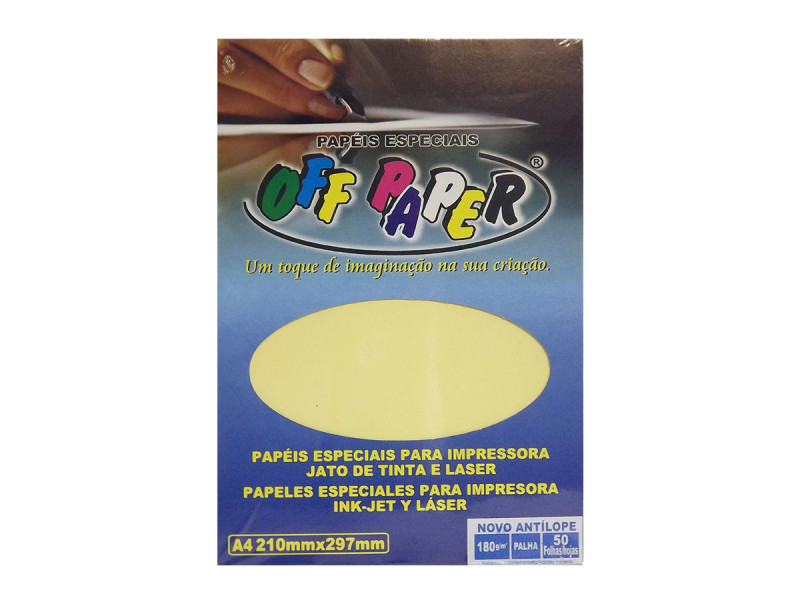 PAPÉIS ESPECIAIS
OFF PAPER ®
Um toque de imaginação na sua criação.
PAPÉIS ESPECIAIS PARA IMPRESSORA
JATO DE TINTA E LASER
PAPELES ESPECIALES PARA IMPRESORA
INK-JET Y LÁSER
NOVO ANTÍLOPE
A4 210mmx297mm
180g/m² PALHA 50
Folhas/hojas